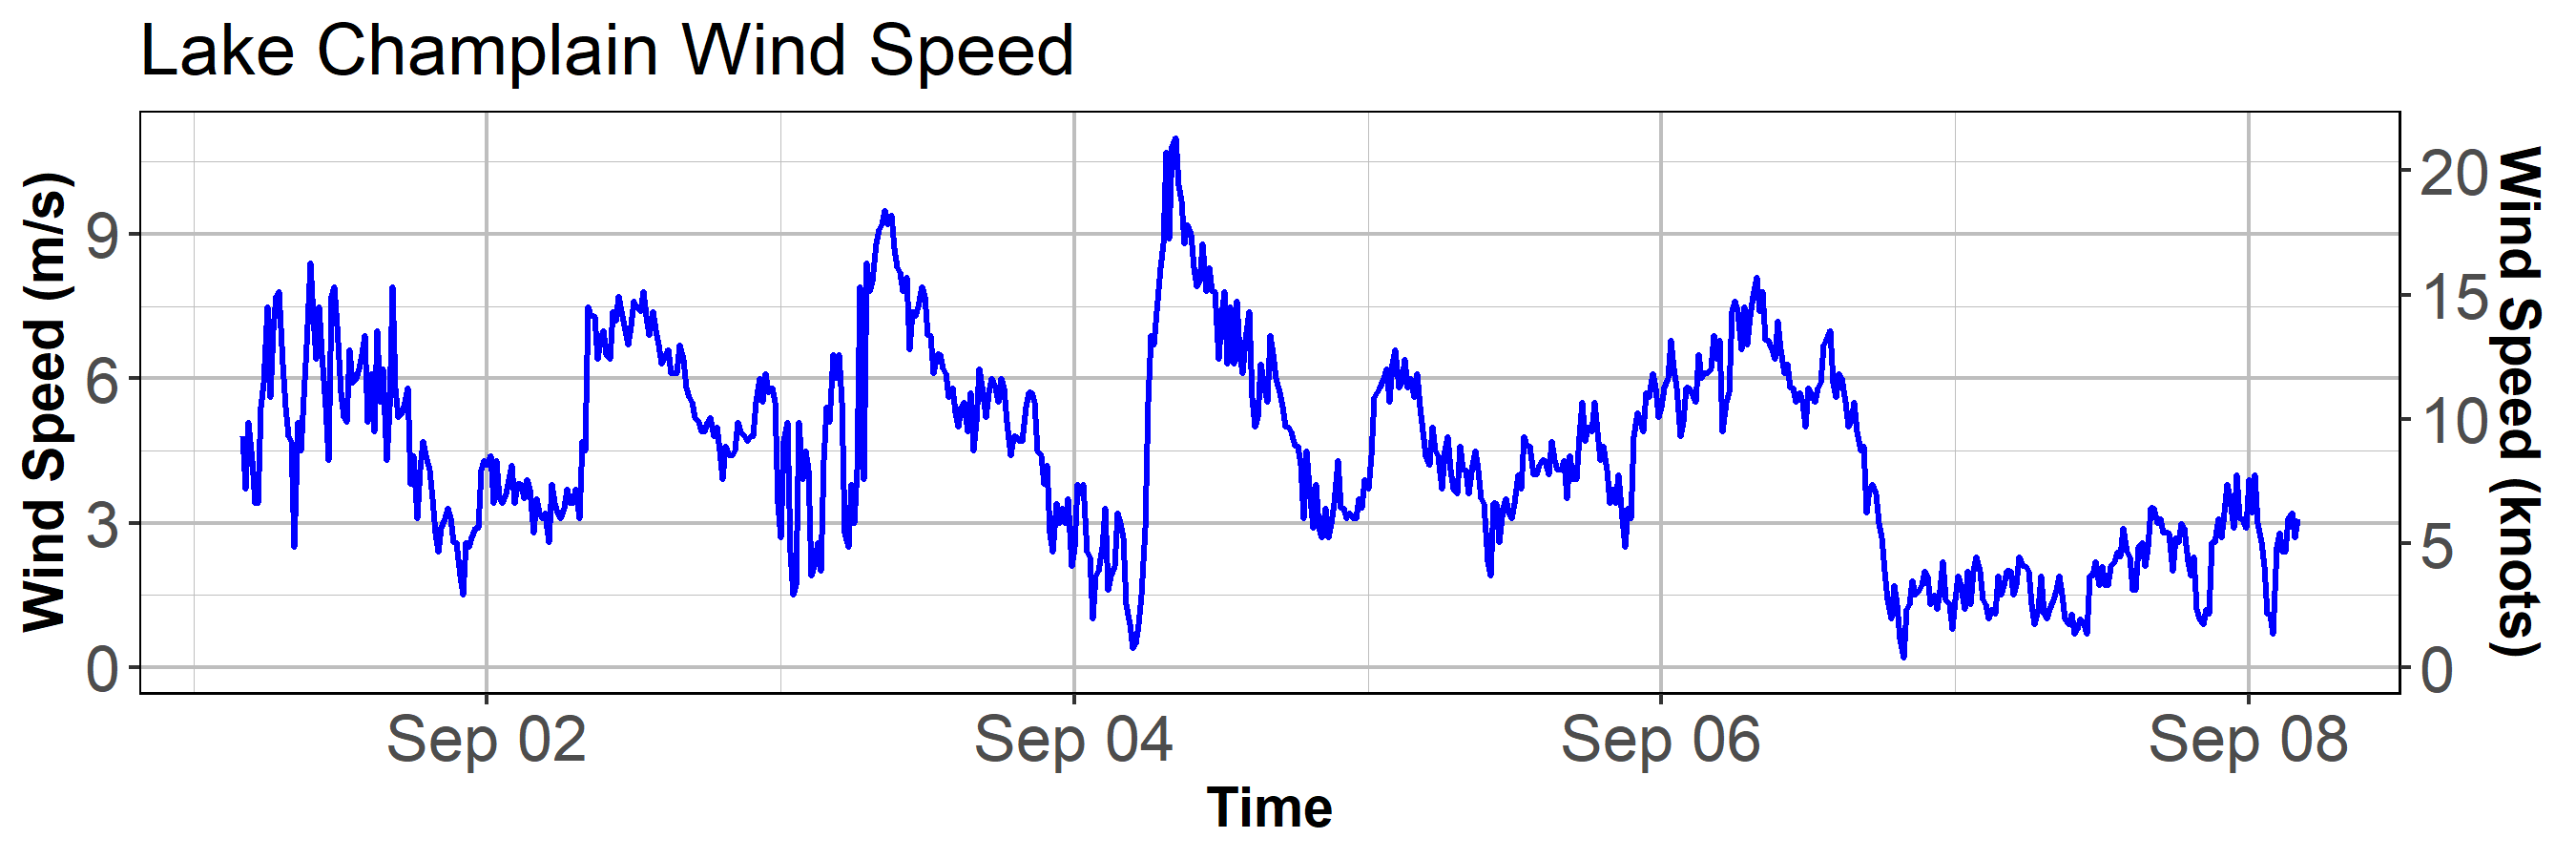 Lake Champlain Wind Speed
Wind Speed (m/s)
9
6
3
0
20
15
10
5
0
Wind Speed (knots)
Sep 02
Sep 04
Sep 06
Sep 08
Time